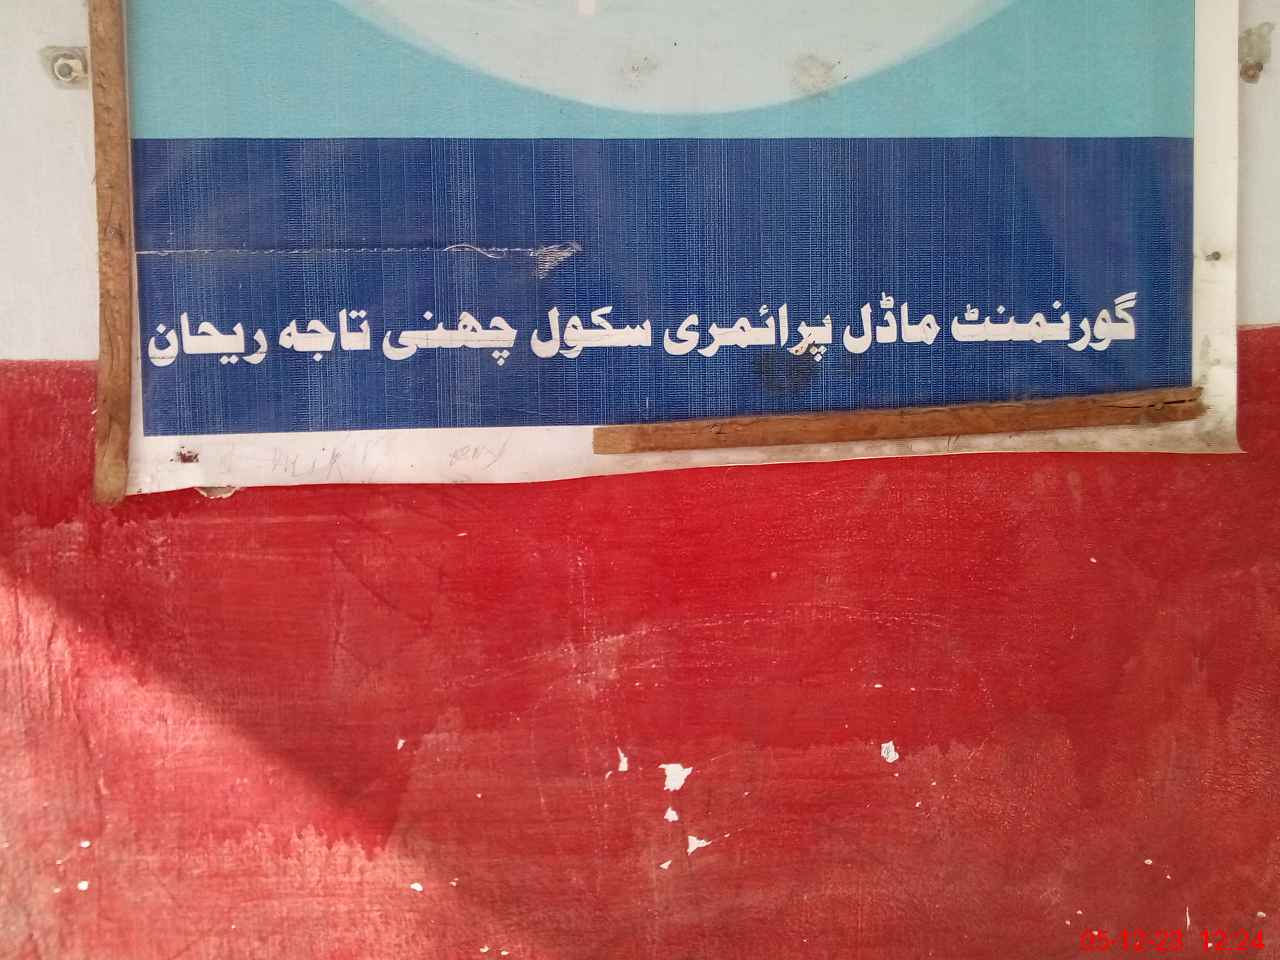 گورنمنٹ ماڈل پرائمری سکول چھنی تاجہ ریحان
05-12-23 12:24